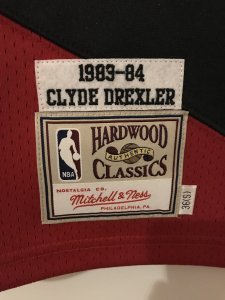 1983-84
CLYDE DREXLER
NBA
HARDWOOD
AUTHENTIC
CLASSICS
NOSTALGIA CO.
Mitchell & Ness
PHILADELPHIA, PA.
36(S)